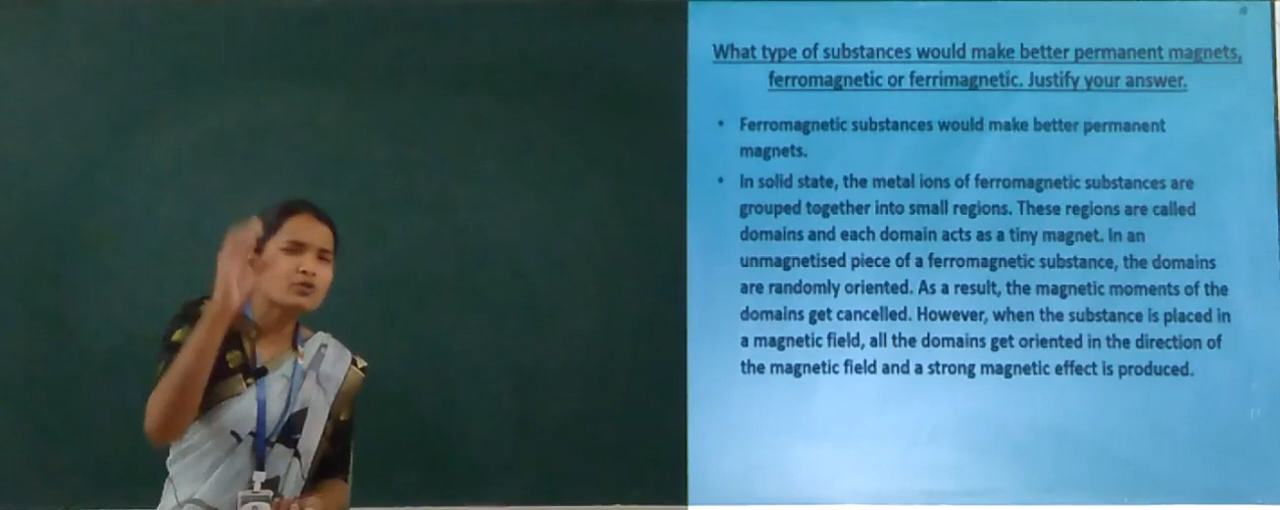 What type of substances would make better permanent magnets,
ferromagnetic or ferrimagnetic. Justify your answer.
• Ferromagnetic substances would make better permanent
magnets.
• In solid state, the metal ions of ferromagnetic substances are
grouped together into small regions. These regions are called
domains and each domain acts as a tiny magnet. In an
unmagnetised piece of a ferromagnetic substance, the domains
are randomly oriented. As a result, the magnetic moments of the
domains get cancelled. However, when the substance is placed in
a magnetic field, all the domains get oriented in the direction of
the magnetic field and a strong magnetic effect is produced.